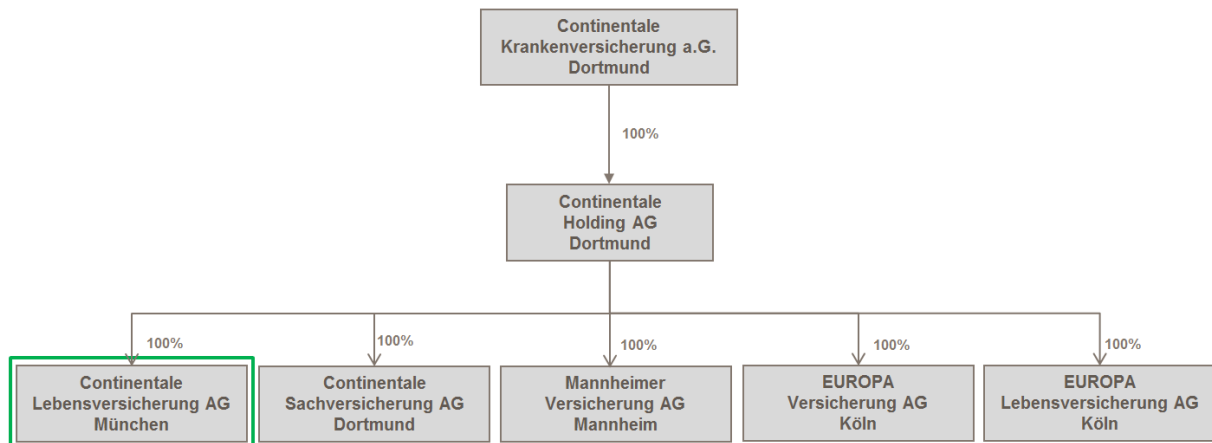 Continentale
Krankenversicherung a.G.
Dortmund
100%
Continentale
Holding AG
Dortmund
100%
100%
100%
100%
100%
Continentale
Lebensversicherung AG
München
Continentale
Sachversicherung AG
Dortmund
Mannheimer
Versicherung AG
Mannheim
EUROPA
Versicherung AG
Köln
EUROPA
Lebensversicherung AG
Köln